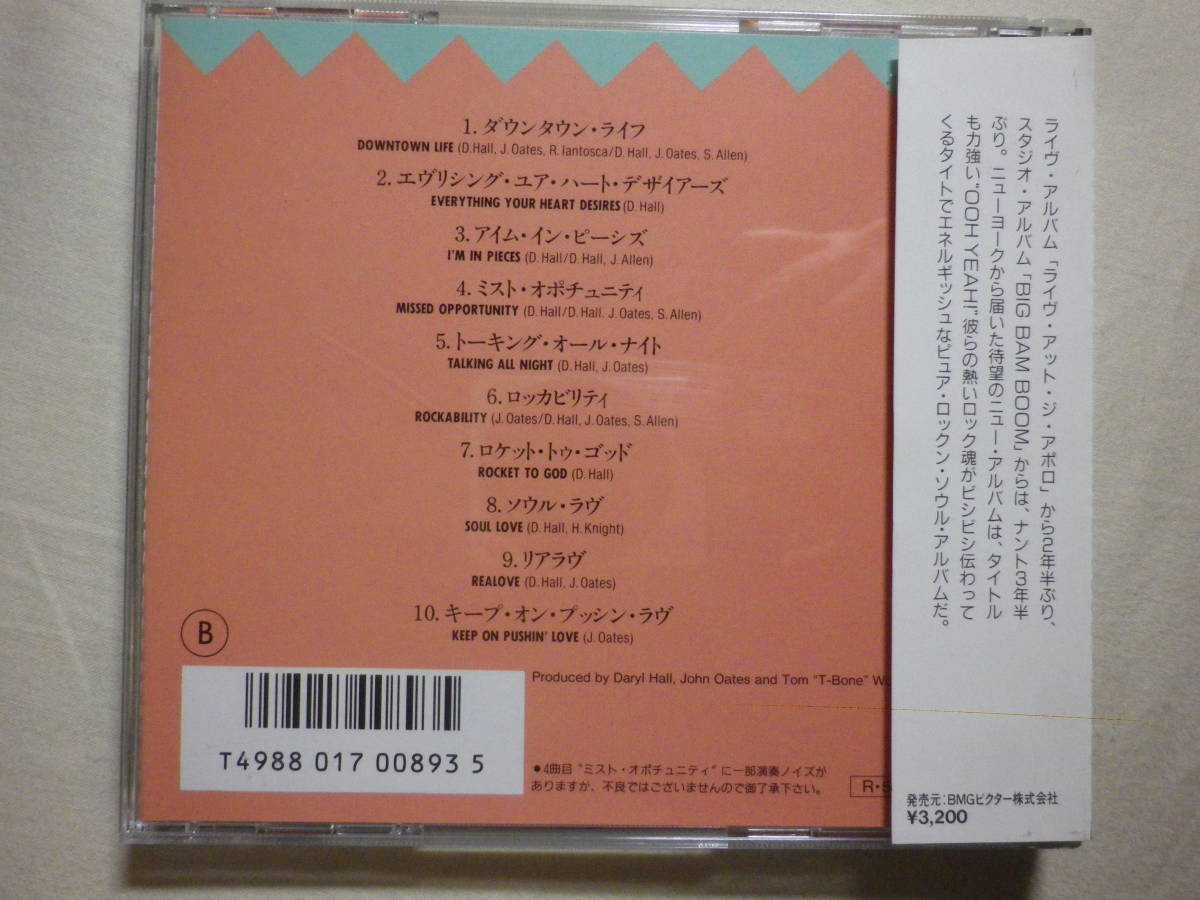 1. ダウンタウン・ライフ
DOWNTOWN LIFE (D.Hall, J. Oates, R. Iantosca/D. Hall, J. Oates, S. Allen)
2. エヴリシング・ユア・ハート・デザイアーズ
EVERYTHING YOUR HEART DESIRES (D. Hall)
3. アイム・イン・ピーシズ
I'M IN PIECES (D. Hall/D. Hall, J. Allen)
4. ミスト・オポチュニティ
MISSED OPPORTUNITY (D. Hall/D. Hall, J. Oates, S. Allen)
5. トーキング・オール・ナイト
TALKING ALL NIGHT (D. Hall, J. Oates)
6. ロッカビリティ
ROCKABILITY (J. Oates/D. Hall, J. Oates, S. Allen)
7. ロケット・トゥ・ゴッド
ROCKET TO GOD (D. Hall)
8. ソウル・ラヴ
SOUL LOVE (D. Hall, H. Knight)
9. リアラヴ
REALOVE (D. Hall, J. Oates)
10. キープ・オン・プッシン・ラヴ
KEEP ON PUSHIN' LOVE (J. Oates)
B
Produced by Daryl Hall, John Oates and Tom "T-Bone"
T4988 017 00893 5
●4曲目“ミスト・オポチュニティ”に一部演奏ノイズが
ありますが、不良ではございませんので御了承下さい。
R・5
ライヴ・アルバム「ライヴ・アット・ジ・アポロ」から2年半ぶり、
スタジオ・アルバム「BIG BAM BOOM」からは、ナント3年半
ぶり。ニューヨークから届いた待望のニュー・アルバムは、タイトル
も力強い“OOH YEAH!”彼らの熱いロック魂がビシビシ伝わって
くるタイトでエネルギッシュなピュア・ロックン・ソウル・アルバムだ。
発売元：BMGビクター株式会社
¥3,200